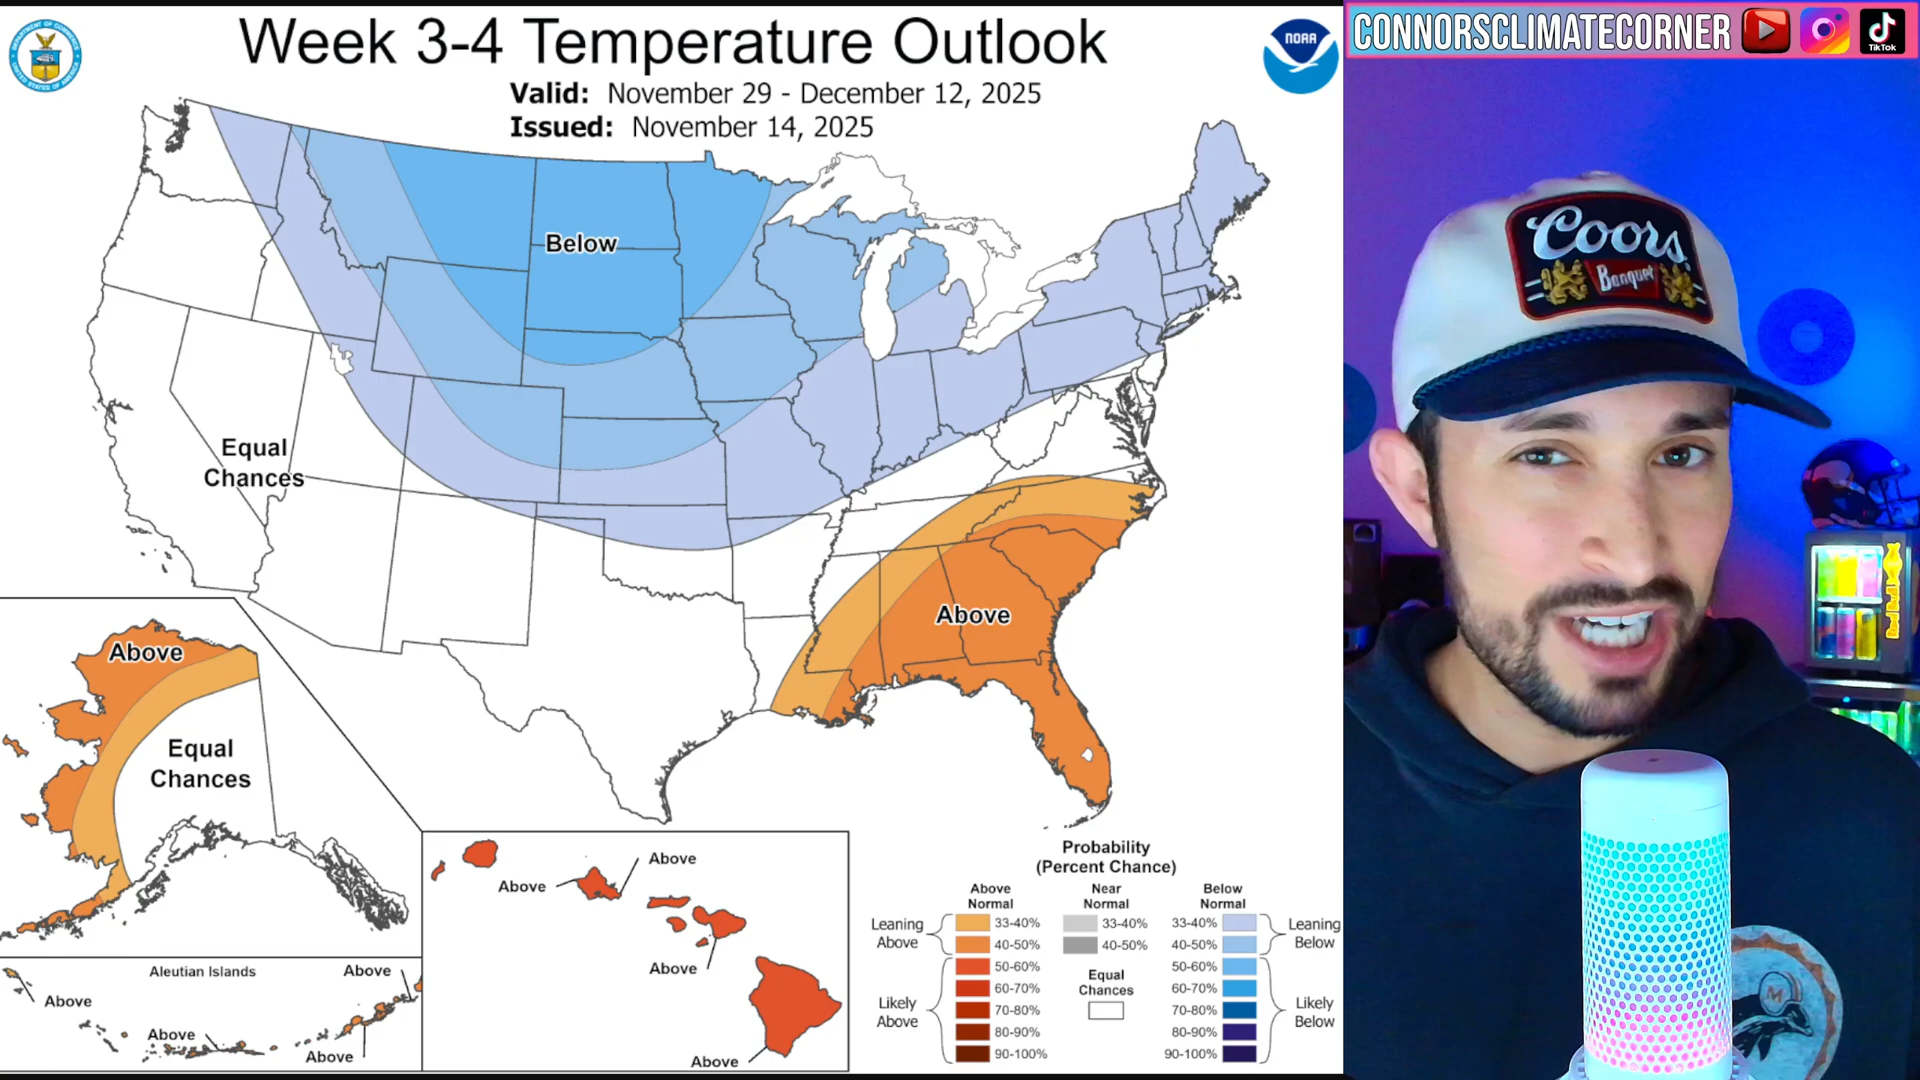 Week 3-4 Temperature Outlook
Valid: November 29 - December 12, 2025
Issued: November 14, 2025
NOAA
CONNORSCLIMATECORNER
TikTok
Coors
Banquet
Below
Equal
Chances
Above
Above
Equal
Chances
Aleutian Islands
Above
Above
Above
Above
Above
Above
Above
Above
Probability
(Percent Chance)
Above
Normal
Near
Normal
Below
Normal
Leaning
Above
33-40%
33-40%
33-40%
Leaning
Below
40-50%
40-50%
40-50%
50-60%
Equal
Chances
50-60%
60-70%
60-70%
Likely
Above
70-80%
70-80%
Likely
Below
80-90%
80-90%
90-100%
90-100%
Red Bull
M